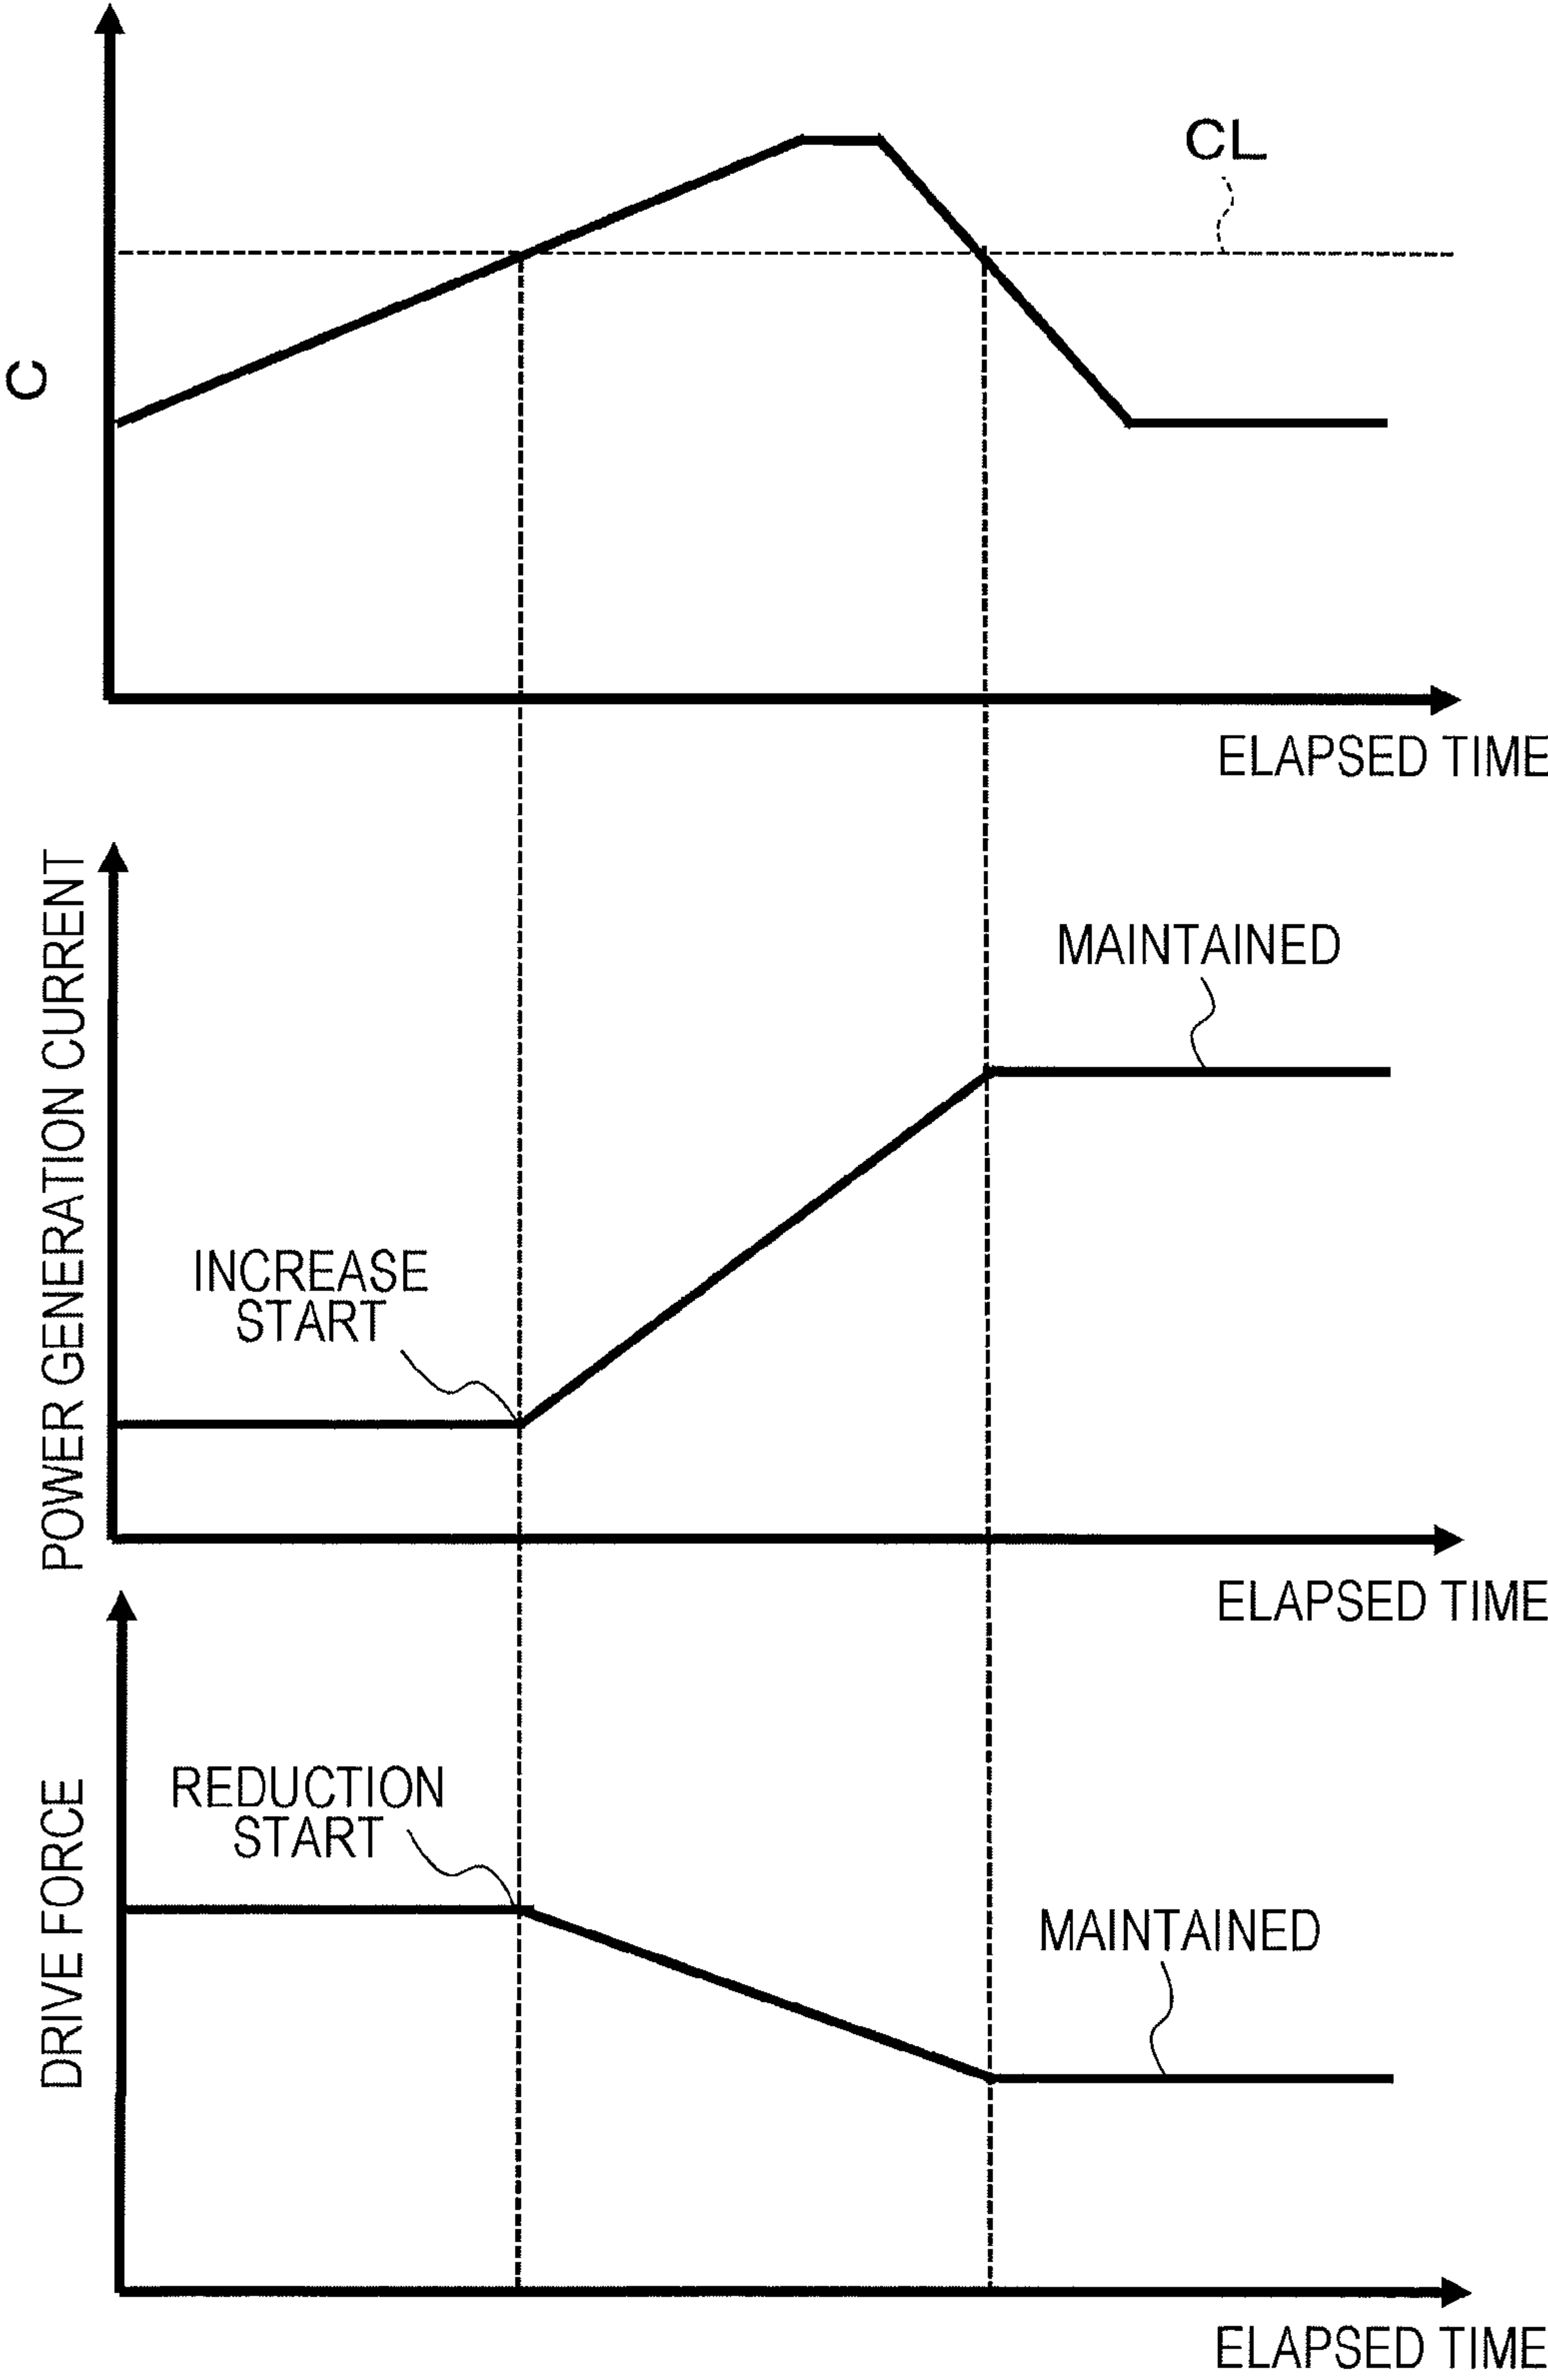 CL
C
ELAPSED TIME
POWER GENERATION CURRENT
MAINTAINED
INCREASE
START
ELAPSED TIME
DRIVE FORCE
REDUCTION
START
MAINTAINED
ELAPSED TIME